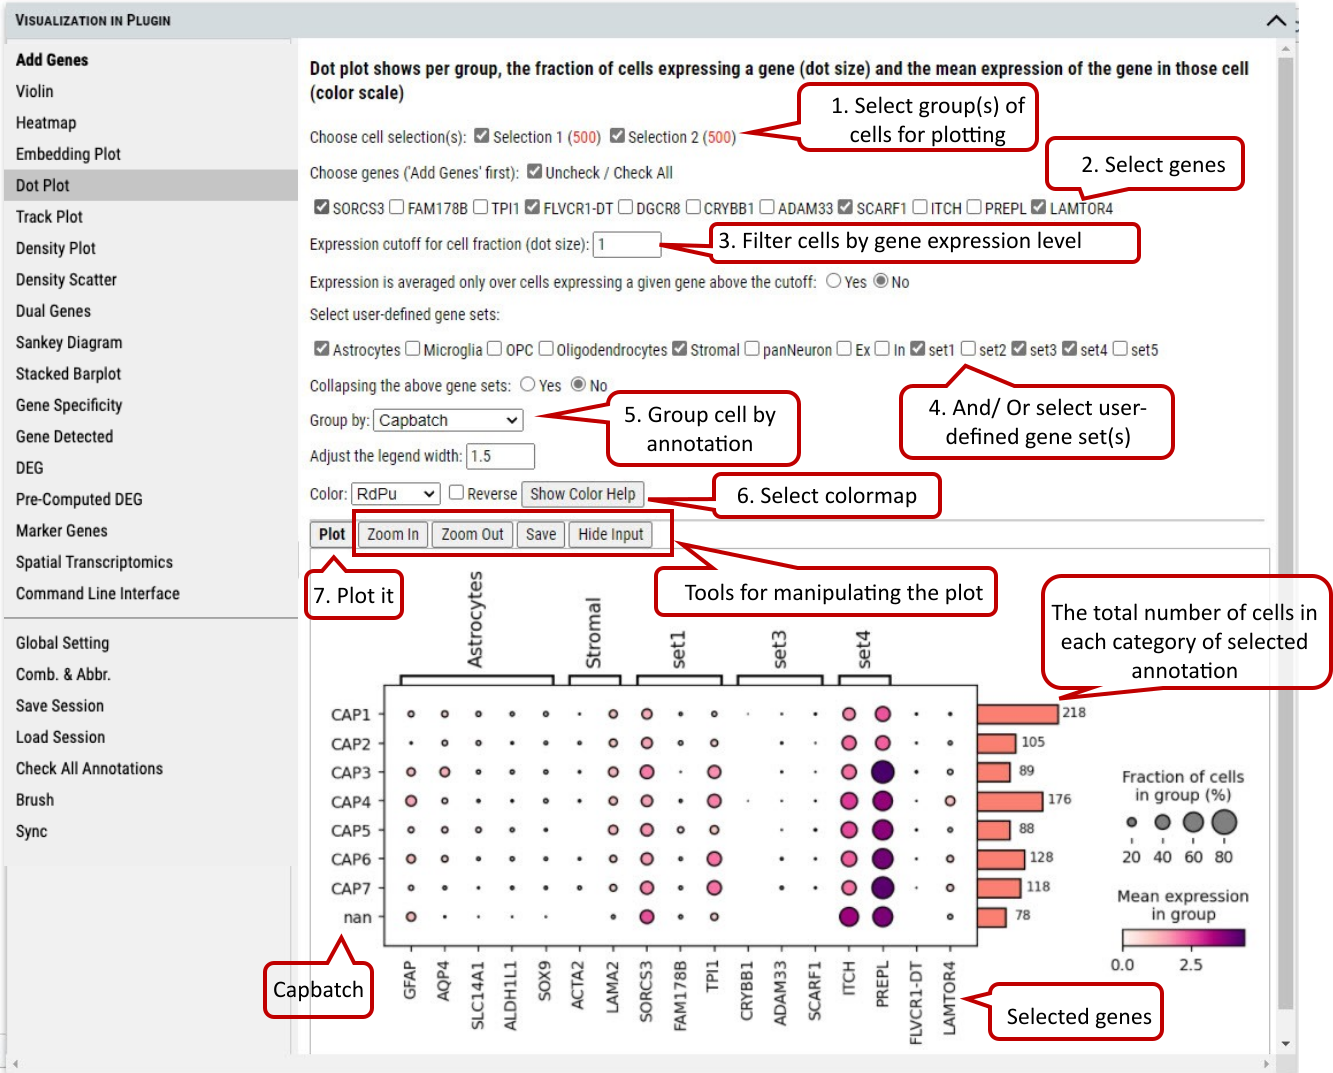 VISUALIZATION IN PLUGIN
Add Genes
Violin
Heatmap
Embedding Plot
Dot Plot
Track Plot
Density Plot
Density Scatter
Dual Genes
Sankey Diagram
Stacked Barplot
Gene Specificity
Gene Detected
DEG
Pre-Computed DEG
Marker Genes
Spatial Transcriptomics
Command Line Interface
Global Setting
Comb. & Abbr.
Save Session
Load Session
Check All Annotations
Brush
Sync
Dot plot shows per group, the fraction of cells expressing a gene (dot size) and the mean expression of the gene in those cell
(color scale)
1. Select group(s) of
cells for plotting
Choose cell selection(s): Selection 1 (500) Selection 2 (500)
2. Select genes
Choose genes ('Add Genes' first): Uncheck / Check All
SORCS3 FAM178B TPI1 FLVCR1-DT DGCR8 CRYBB1 ADAM33 SCARF1 ITCH PREPL LAMTOR4
Expression cutoff for cell fraction (dot size): 1
3. Filter cells by gene expression level
Expression is averaged only over cells expressing a given gene above the cutoff: Yes No
Select user-defined gene sets:
Astrocytes Microglia OPC Oligodendrocytes Stromal panNeuron Ex In set1 set2 set3 set4 set5
Collapsing the above gene sets: Yes No
4. And/ Or select user-
defined gene set(s)
Group by: Capbatch
5. Group cell by
annotation
Adjust the legend width: 1.5
Color: RdPu Reverse Show Color Help
6. Select colormap
Plot Zoom In Zoom Out Save Hide Input
7. Plot it
Tools for manipulating the plot
The total number of cells in
each category of selected
annotation
Astrocytes
Stromal
set1
set3
set4
CAP1
218
CAP2
105
CAP3
89
CAP4
176
CAP5
88
CAP6
128
CAP7
118
nan
78
Fraction of cells
in group (%)
20 40 60 80
Mean expression
in group
0.0 2.5
GFAP
AQP4
SLC14A1
ALDH1L1
SOX9
ACTA2
LAMA2
SORCS3
FAM178B
TPI1
CRYBB1
ADAM33
SCARF1
ITCH
PREPL
FLVCR1-DT
LAMTOR4
Capbatch
Selected genes